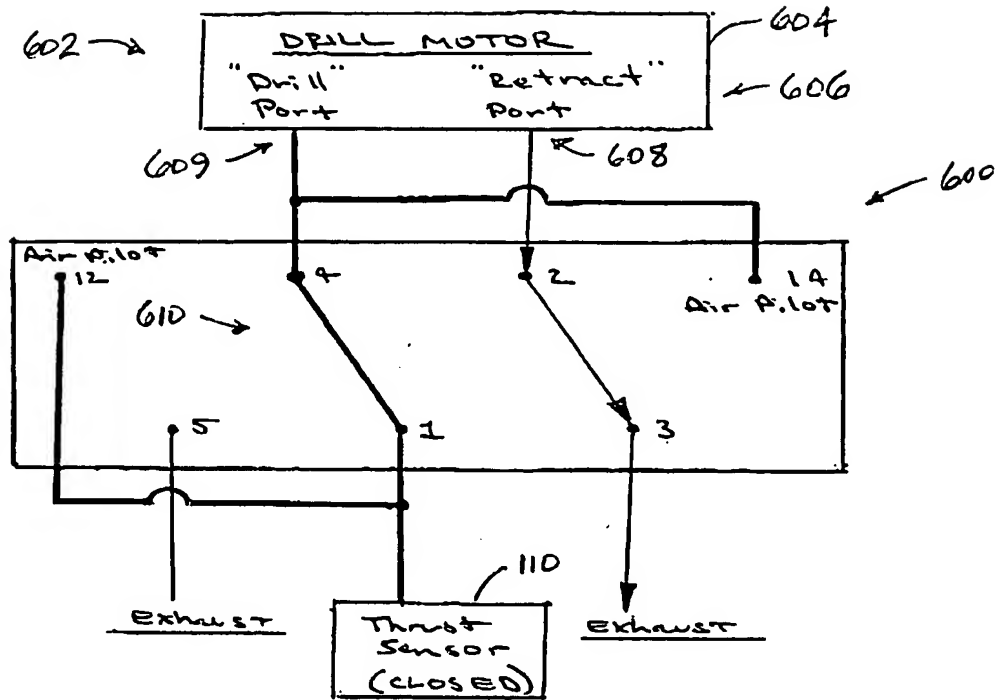 602
DRILL MOTOR
604
"Drill" Port
"Retract" Port
606
609
608
600
Air Pilot
12
4
2
14
Air Pilot
610
5
1
3
110
Exhaust
Thrust
Sensor
(CLOSED)
Exhaust